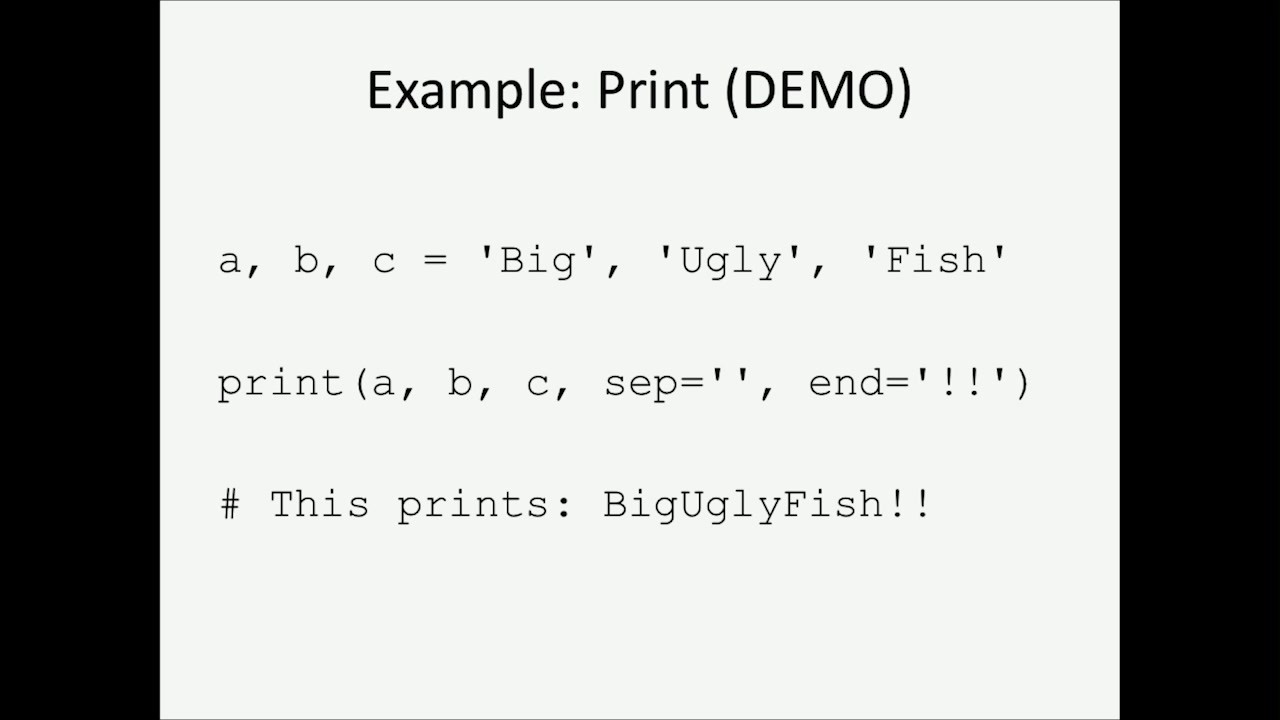 Example: Print (DEMO)
a, b, c = 'Big', 'Ugly', 'Fish'
print(a, b, c, sep='', end='!!')
# This prints: BigUglyFish!!